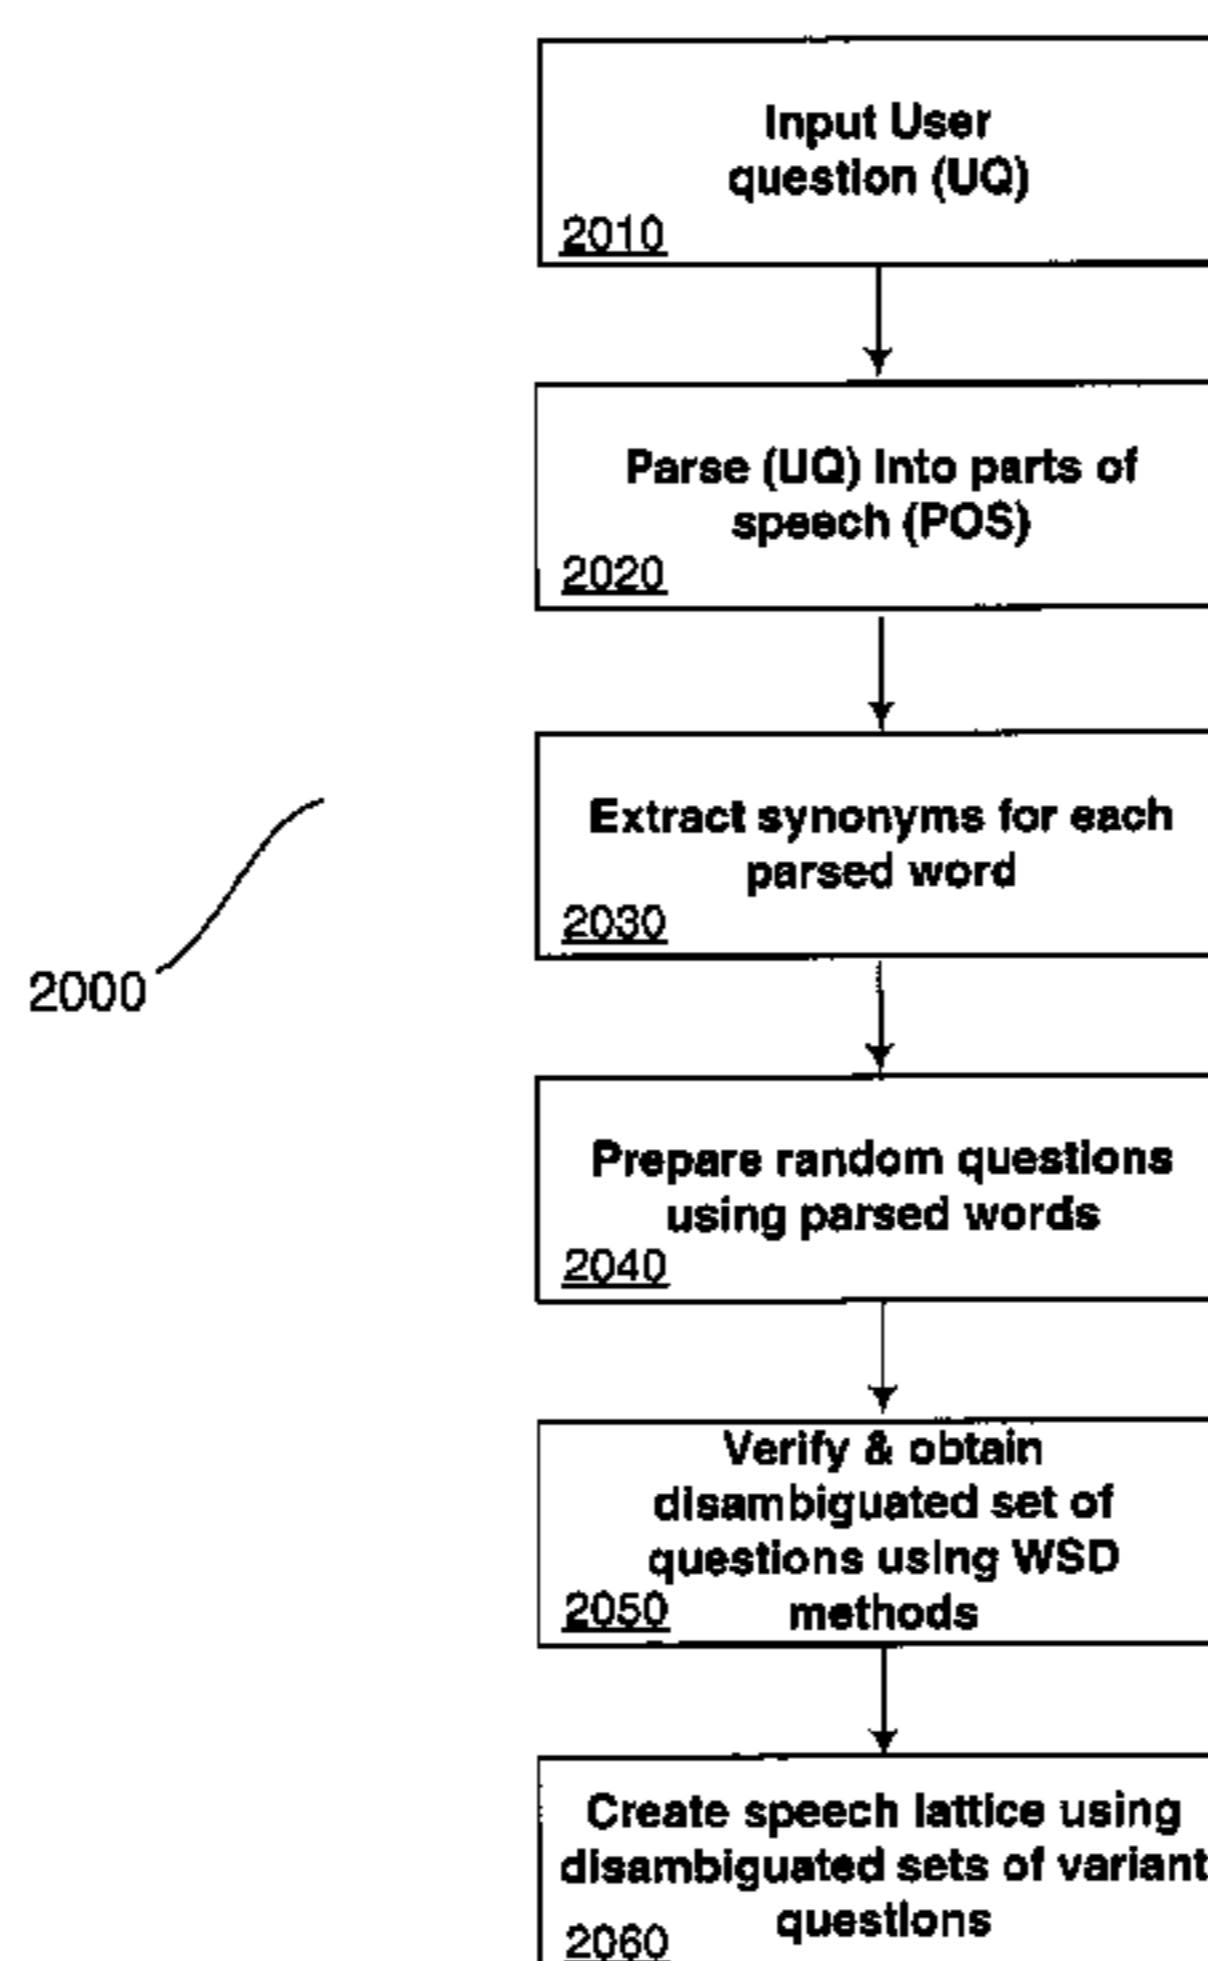 Input User
question (UQ)
2010
Parse (UQ) into parts of
speech (POS)
2020
Extract synonyms for each
parsed word
2030
2000
Prepare random questions
using parsed words
2040
Verify & obtain
disambiguated set of
questions using WSD
methods
2050
Create speech lattice using
disambiguated sets of variant
questions
2060